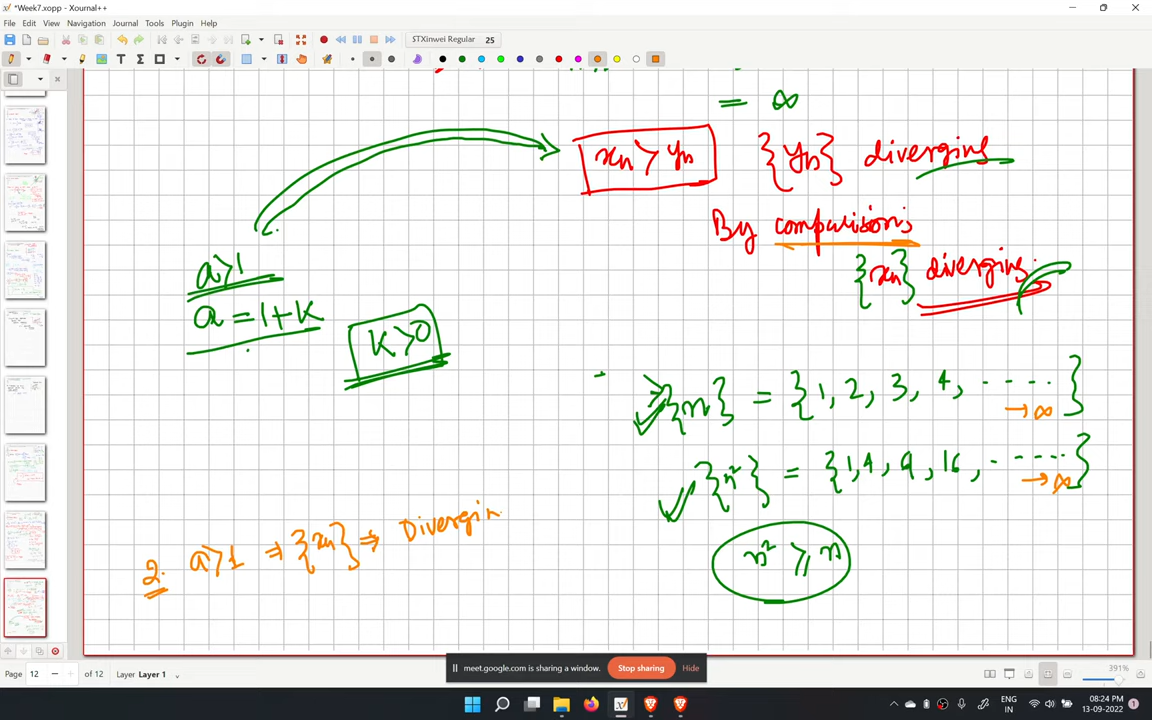 *Week7.xopp - Xournal++
File Edit View Navigation Journal Tools Plugin Help
STXinwei Regular 25
= ∞
xn > yn {yn} diverging
By comparisons
{xn} diverging
a>1
a = 1+K
K>0
{n} = {1, 2, 3, 4, ..... → ∞}
{n²} = {1, 4, 9, 16, ...... → ∞}
n² ≥ n
2. a>1 ⇒ {xn} ⇒ Divergin
meet.google.com is sharing a window. Stop sharing Hide
Page 12 of 12 Layer Layer 1 391%
ENG IN 08:24 PM 13-09-2022